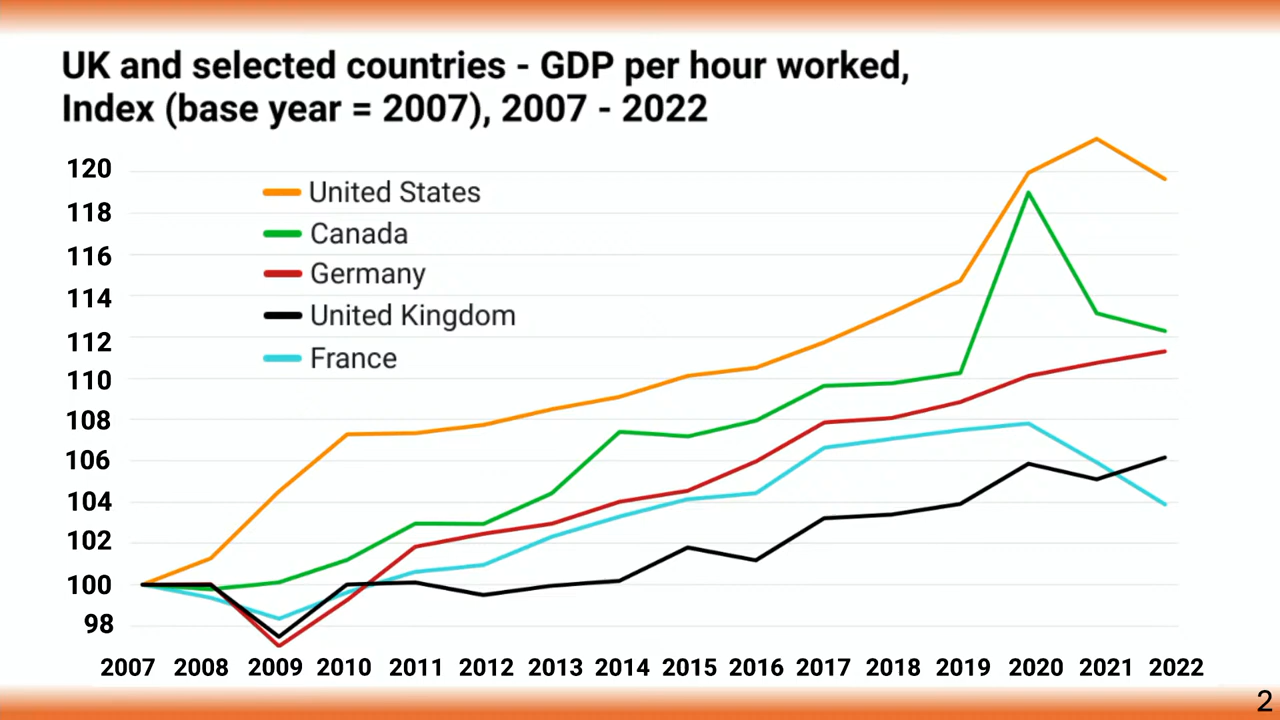 UK and selected countries - GDP per hour worked,
Index (base year = 2007), 2007 - 2022
120
118
116
114
112
110
108
106
104
102
100
98
United States
Canada
Germany
United Kingdom
France
2007 2008 2009 2010 2011 2012 2013 2014 2015 2016 2017 2018 2019 2020 2021 2022
2